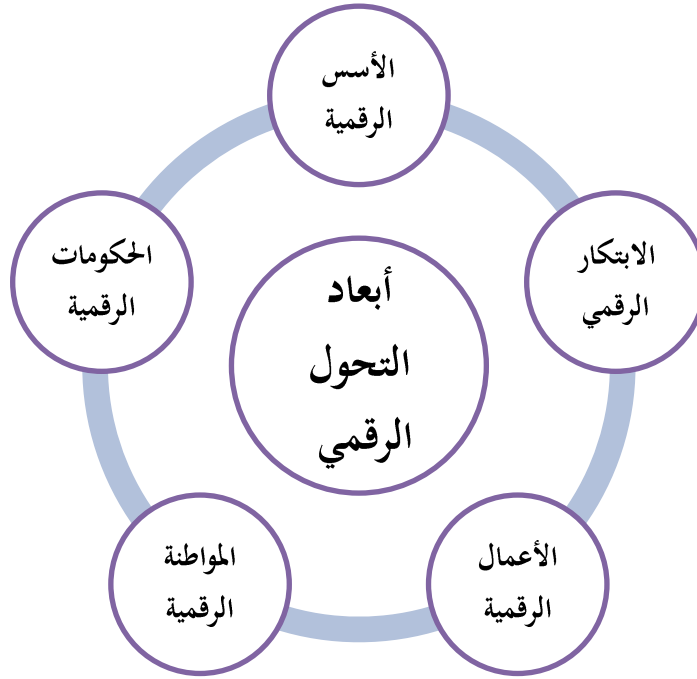 الأسس
الرقمية
الابتكار
الرقمي
الأعمال
الرقمية
المواطنة
الرقمية
الحكومات
الرقمية
أبعاد
التحول
الرقمي